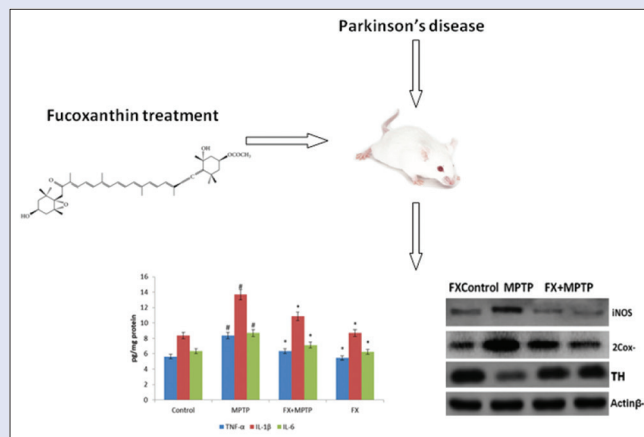 Parkinson's disease
Fucoxanthin treatment
OH
OCOCH3
O
HO
O
C
16
14
12
10
8
6
4
2
0
pg/mg protein
# # #
* * *
* * *
Control MPTP FX+MPTP FX
TNF-α IL-1β IL-6
FXControl MPTP FX+MPTP
iNOS
2Cox-
TH
Actinβ-